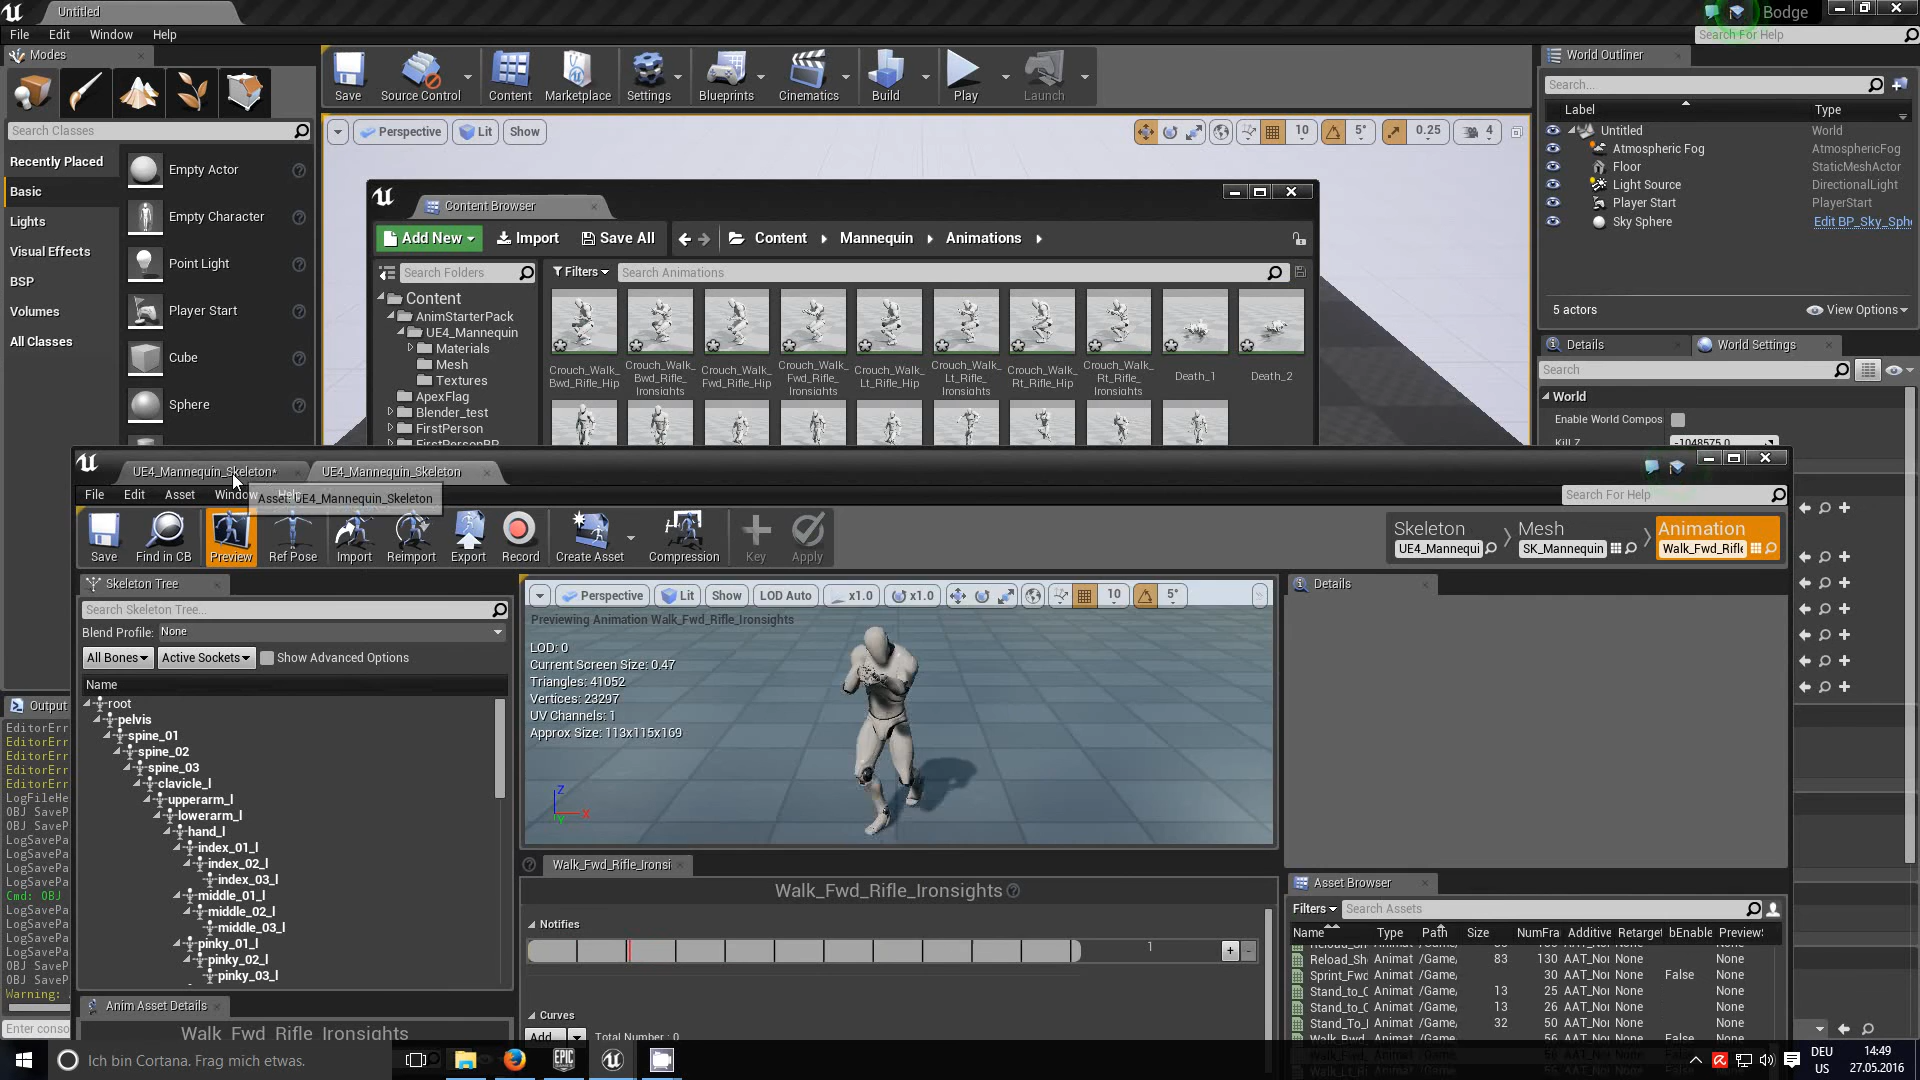 Untitled
Bodge
File Edit Window Help
Search For Help
Modes
Save Source Control Content Marketplace Settings Blueprints Cinematics Build Play Launch
World Outliner
Search...
Label Type
Search Classes
Perspective Lit Show
10 5° 0.25 4
Untitled World
Atmospheric Fog AtmosphericFog
Floor StaticMeshActor
Light Source DirectionalLight
Player Start PlayerStart
Sky Sphere Edit BP_Sky_Sph
5 actors View Options
Recently Placed
Basic
Lights
Visual Effects
BSP
Volumes
All Classes
Empty Actor
Empty Character
Point Light
Player Start
Cube
Sphere
Content Browser
Add New Import Save All Content Mannequin Animations
Search Folders Filters Search Animations
Content
AnimStarterPack
UE4_Mannequin
Materials
Mesh
Textures
ApexFlag
Blender_test
FirstPerson
FirstPersonBP
Crouch_Walk_Bwd_Rifle_Hip
Crouch_Walk_Bwd_Rifle_Ironsights
Crouch_Walk_Fwd_Rifle_Hip
Crouch_Walk_Fwd_Rifle_Ironsights
Crouch_Walk_Lt_Rifle_Hip
Crouch_Walk_Lt_Rifle_Ironsights
Crouch_Walk_Rt_Rifle_Hip
Crouch_Walk_Rt_Rifle_Ironsights
Death_1
Death_2
Details World Settings
Search
World
Enable World Compos
Kill Z -1048575.0
UE4_Mannequin_Skeleton* UE4_Mannequin_Skeleton
File Edit Asset Window Help
Asset: UE4_Mannequin_Skeleton
Search For Help
Save Find in CB Preview Ref Pose Import Reimport Export Record Create Asset Compression Key Apply
Skeleton Mesh Animation
UE4_Mannequi SK_Mannequin Walk_Fwd_Rifle
Skeleton Tree
Search Skeleton Tree...
Blend Profile: None
All Bones Active Sockets Show Advanced Options
Name
root
pelvis
spine_01
spine_02
spine_03
clavicle_l
upperarm_l
lowerarm_l
hand_l
index_01_l
index_02_l
index_03_l
middle_01_l
middle_02_l
middle_03_l
pinky_01_l
pinky_02_l
pinky_03_l
Anim Asset Details
Walk_Fwd_Rifle_Ironsights
Perspective Lit Show LOD Auto x1.0 x1.0 10 5°
Previewing Animation Walk_Fwd_Rifle_Ironsights
LOD: 0
Current Screen Size: 0.47
Triangles: 41052
Vertices: 23297
UV Channels: 1
Approx Size: 113x115x169
Z
X
Y
Walk_Fwd_Rifle_Ironsi
Walk_Fwd_Rifle_Ironsights
Notifies
1
+ -
Curves
Add Total Number : 0
Details
Asset Browser
Filters Search Assets
Name Type Path Size NumFra Additive Retarget bEnable Preview
Reload_Sh Animat /Game/ 83 130 AAT_No None None
Sprint_Fwd Animat /Game/ 30 AAT_No None False None
Stand_to_C Animat /Game/ 13 25 AAT_No None None
Stand_to_C Animat /Game/ 13 26 AAT_No None None
Stand_To_ Animat /Game/ 32 50 AAT_No None None
Walk_Bwd_ Animat /Game/ 56 AAT_No None False None
Output
EditorErr
EditorErr
EditorErr
EditorErr
EditorErr
LogFileHe
OBJ SaveP
OBJ SaveP
LogSavePa
LogSavePa
LogSavePa
LogSavePa
Cmd: OBJ
LogSavePa
LogSavePa
LogSavePa
LogSavePa
OBJ SaveP
OBJ SaveP
Warning:
Enter conso
Ich bin Cortana. Frag mich etwas.
EPIC
DEU
US
14:49
27.05.2016